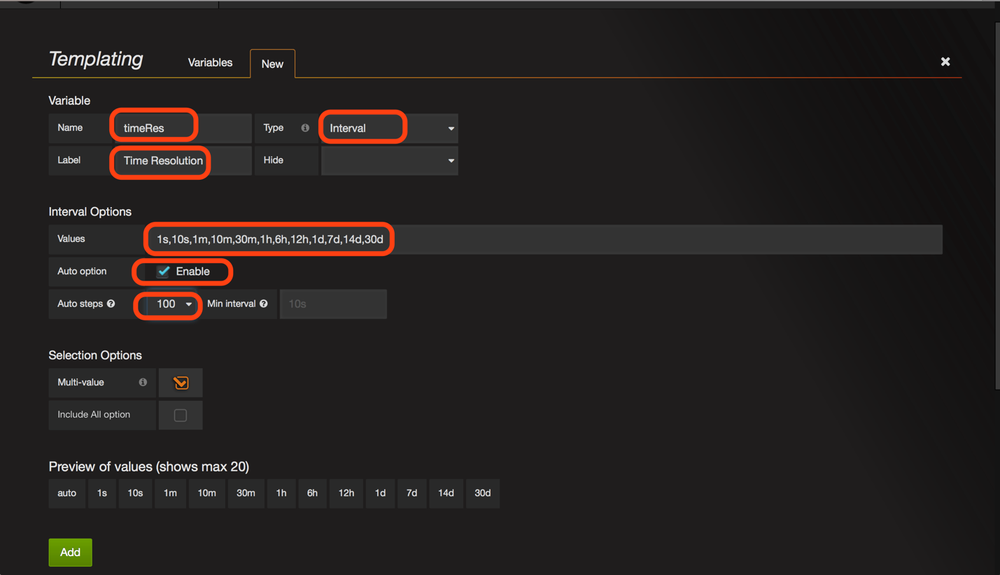 Templating Variables New
Variable
Name timeRes Type Interval
Label Time Resolution Hide
Interval Options
Values 1s,10s,1m,10m,30m,1h,6h,12h,1d,7d,14d,30d
Auto option Enable
Auto steps 100 Min interval 10s
Selection Options
Multi-value
Include All option
Preview of values (shows max 20)
auto 1s 10s 1m 10m 30m 1h 6h 12h 1d 7d 14d 30d
Add